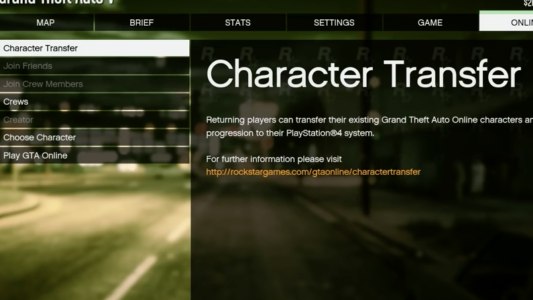 Grand Theft Auto V
MAP BRIEF STATS SETTINGS GAME
Character Transfer
Join Friends
Join Crew Members
Crews
Creator
Choose Character
Play GTA Online
Character Transfer
Returning players can transfer their existing Grand Theft Auto Online characters
progression to their PlayStation®4 system.
For further information please visit
http://rockstargames.com/gtaonline/charactertransfer